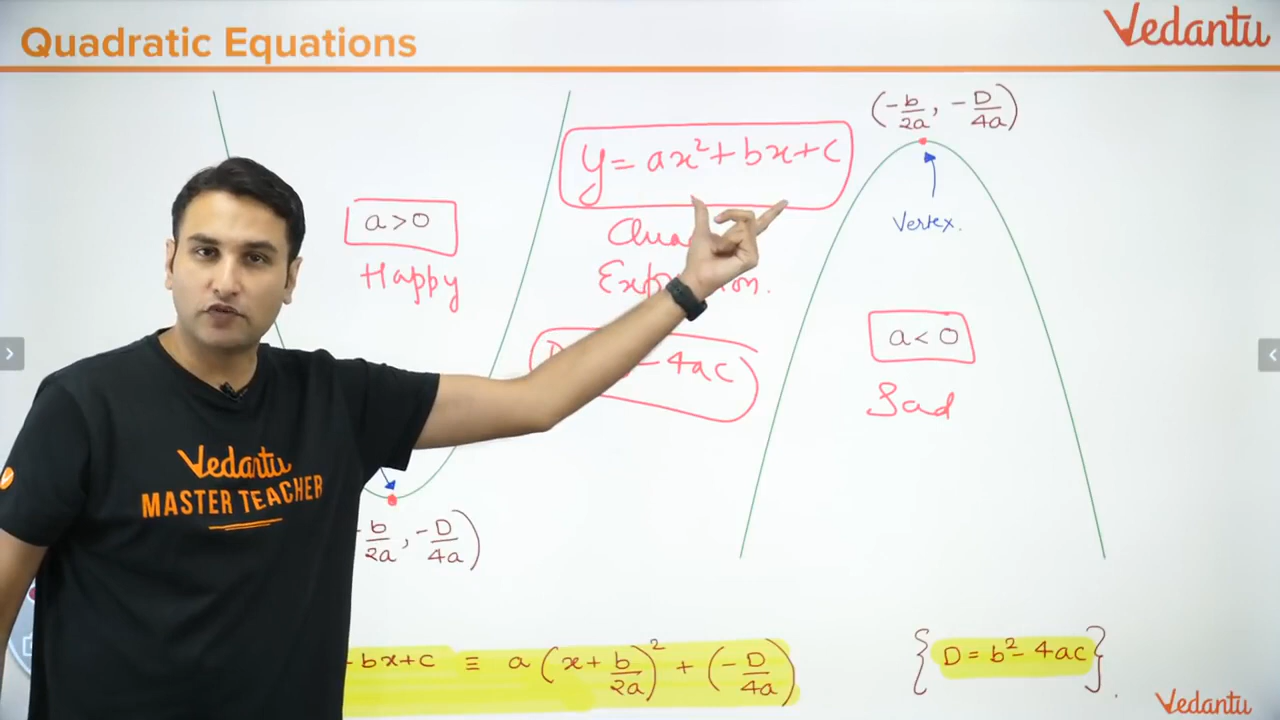 Quadratic Equations
Vedantu
(-b/2a, -D/4a)
y = ax² + bx + c
a > 0
Happy
Vertex.
a < 0
Sad
- 4ac
Vedantu
MASTER TEACHER
b/2a, -D/4a)
bx+c ≡ a(x + b/2a)² + (-D/4a)
{D = b² - 4ac}
Vedantu